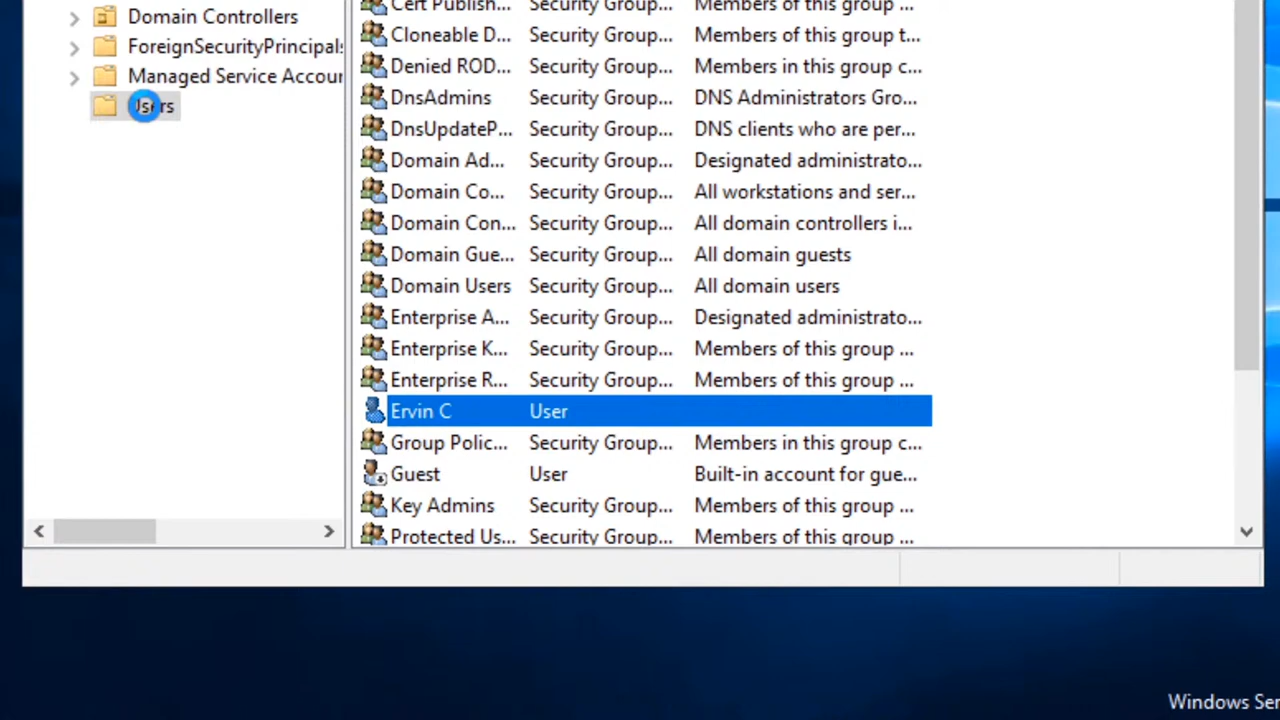 Domain Controllers
ForeignSecurityPrincipals
Managed Service Accour
Users
Cert Publish... Security Group... Members of this group ...
Cloneable D... Security Group... Members of this group t...
Denied ROD... Security Group... Members in this group c...
DnsAdmins Security Group... DNS Administrators Gro...
DnsUpdateP... Security Group... DNS clients who are per...
Domain Ad... Security Group... Designated administrato...
Domain Co... Security Group... All workstations and ser...
Domain Con... Security Group... All domain controllers i...
Domain Gue... Security Group... All domain guests
Domain Users Security Group... All domain users
Enterprise A... Security Group... Designated administrato...
Enterprise K... Security Group... Members of this group ...
Enterprise R... Security Group... Members of this group ...
Ervin C User
Group Polic... Security Group... Members in this group c...
Guest User Built-in account for gue...
Key Admins Security Group... Members of this group ...
Protected Us... Security Group... Members of this group ...
Windows Ser